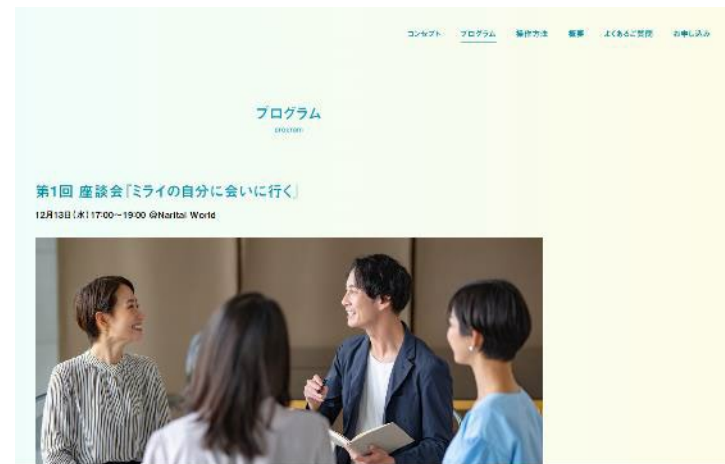 コンセプト プログラム 操作方法 概要 よくあるご質問 お申し込み
プログラム
program
第1回 座談会『ミライの自分に会いに行く』
12月13日（水）17:00～19:00 @Naritai World